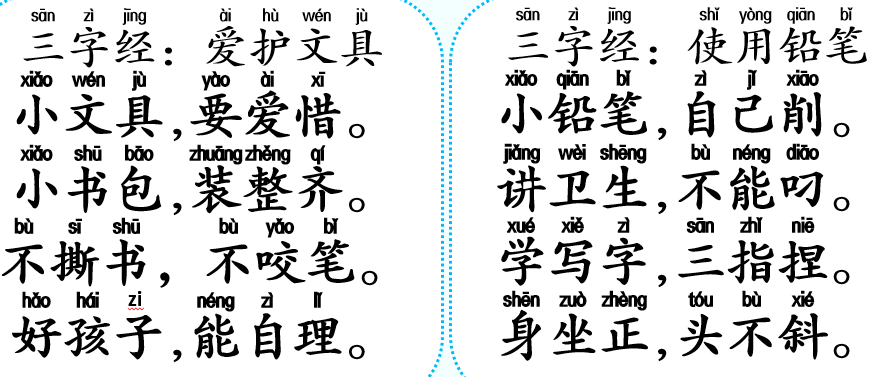 sān zì jīng ài hù wén jù
三字经：爱护文具
xiǎo wén jù yào ài xī
小文具,要爱惜。
xiǎo shū bāo zhuāng zhěng qí
小书包,装整齐。
bù sī shū bù yǎo bǐ
不撕书，不咬笔。
hǎo hái zi néng zì lǐ
好孩子,能自理。
sān zì jīng shǐ yòng qiān bǐ
三字经：使用铅笔
xiǎo qiān bǐ zì jǐ xiāo
小铅笔,自己削。
jiǎng wèi shēng bù néng diāo
讲卫生,不能叼。
xué xiě zì sān zhǐ niē
学写字,三指捏。
shēn zuò zhèng tóu bù xié
身坐正,头不斜。